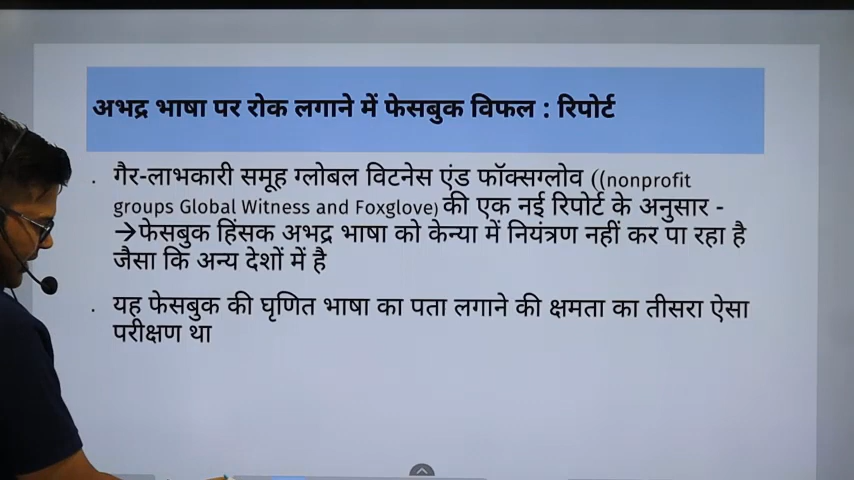 अभद्र भाषा पर रोक लगाने में फेसबुक विफल : रिपोर्ट
गैर-लाभकारी समूह ग्लोबल विटनेस एंड फॉक्सग्लोव ((nonprofit
groups Global Witness and Foxglove) की एक नई रिपोर्ट के अनुसार -
→फेसबुक हिंसक अभद्र भाषा को केन्या में नियंत्रण नहीं कर पा रहा है
जैसा कि अन्य देशों में है
यह फेसबुक की घृणित भाषा का पता लगाने की क्षमता का तीसरा ऐसा
परीक्षण था